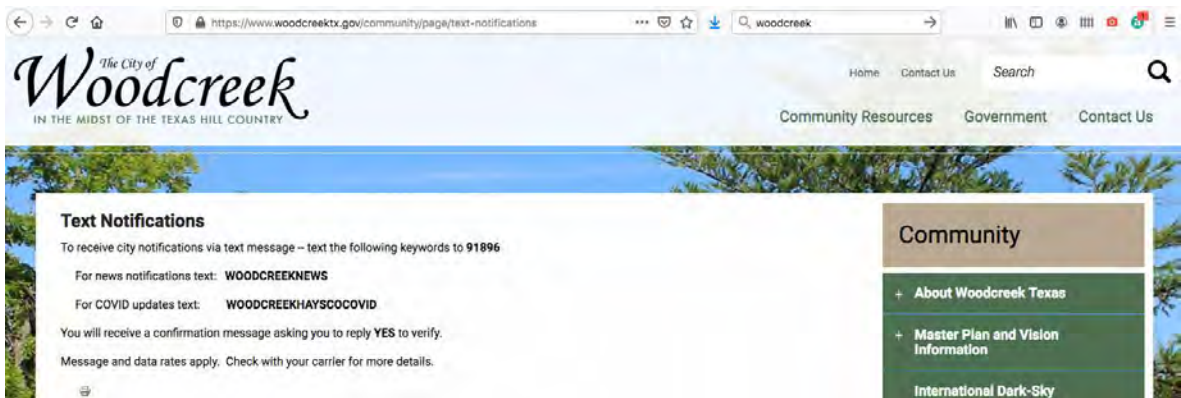 https://www.woodcreektx.gov/community/page/text-notifications
woodcreek
The City of
Woodcreek
IN THE MIDST OF THE TEXAS HILL COUNTRY
Home Contact Us Search
Community Resources Government Contact Us
Text Notifications
To receive city notifications via text message – text the following keywords to 91896
For news notifications text: WOODCREEKNEWS
For COVID updates text: WOODCREEKHAYSCOCOVID
You will receive a confirmation message asking you to reply YES to verify.
Message and data rates apply. Check with your carrier for more details.
Community
+ About Woodcreek Texas
+ Master Plan and Vision
Information
International Dark-Sky